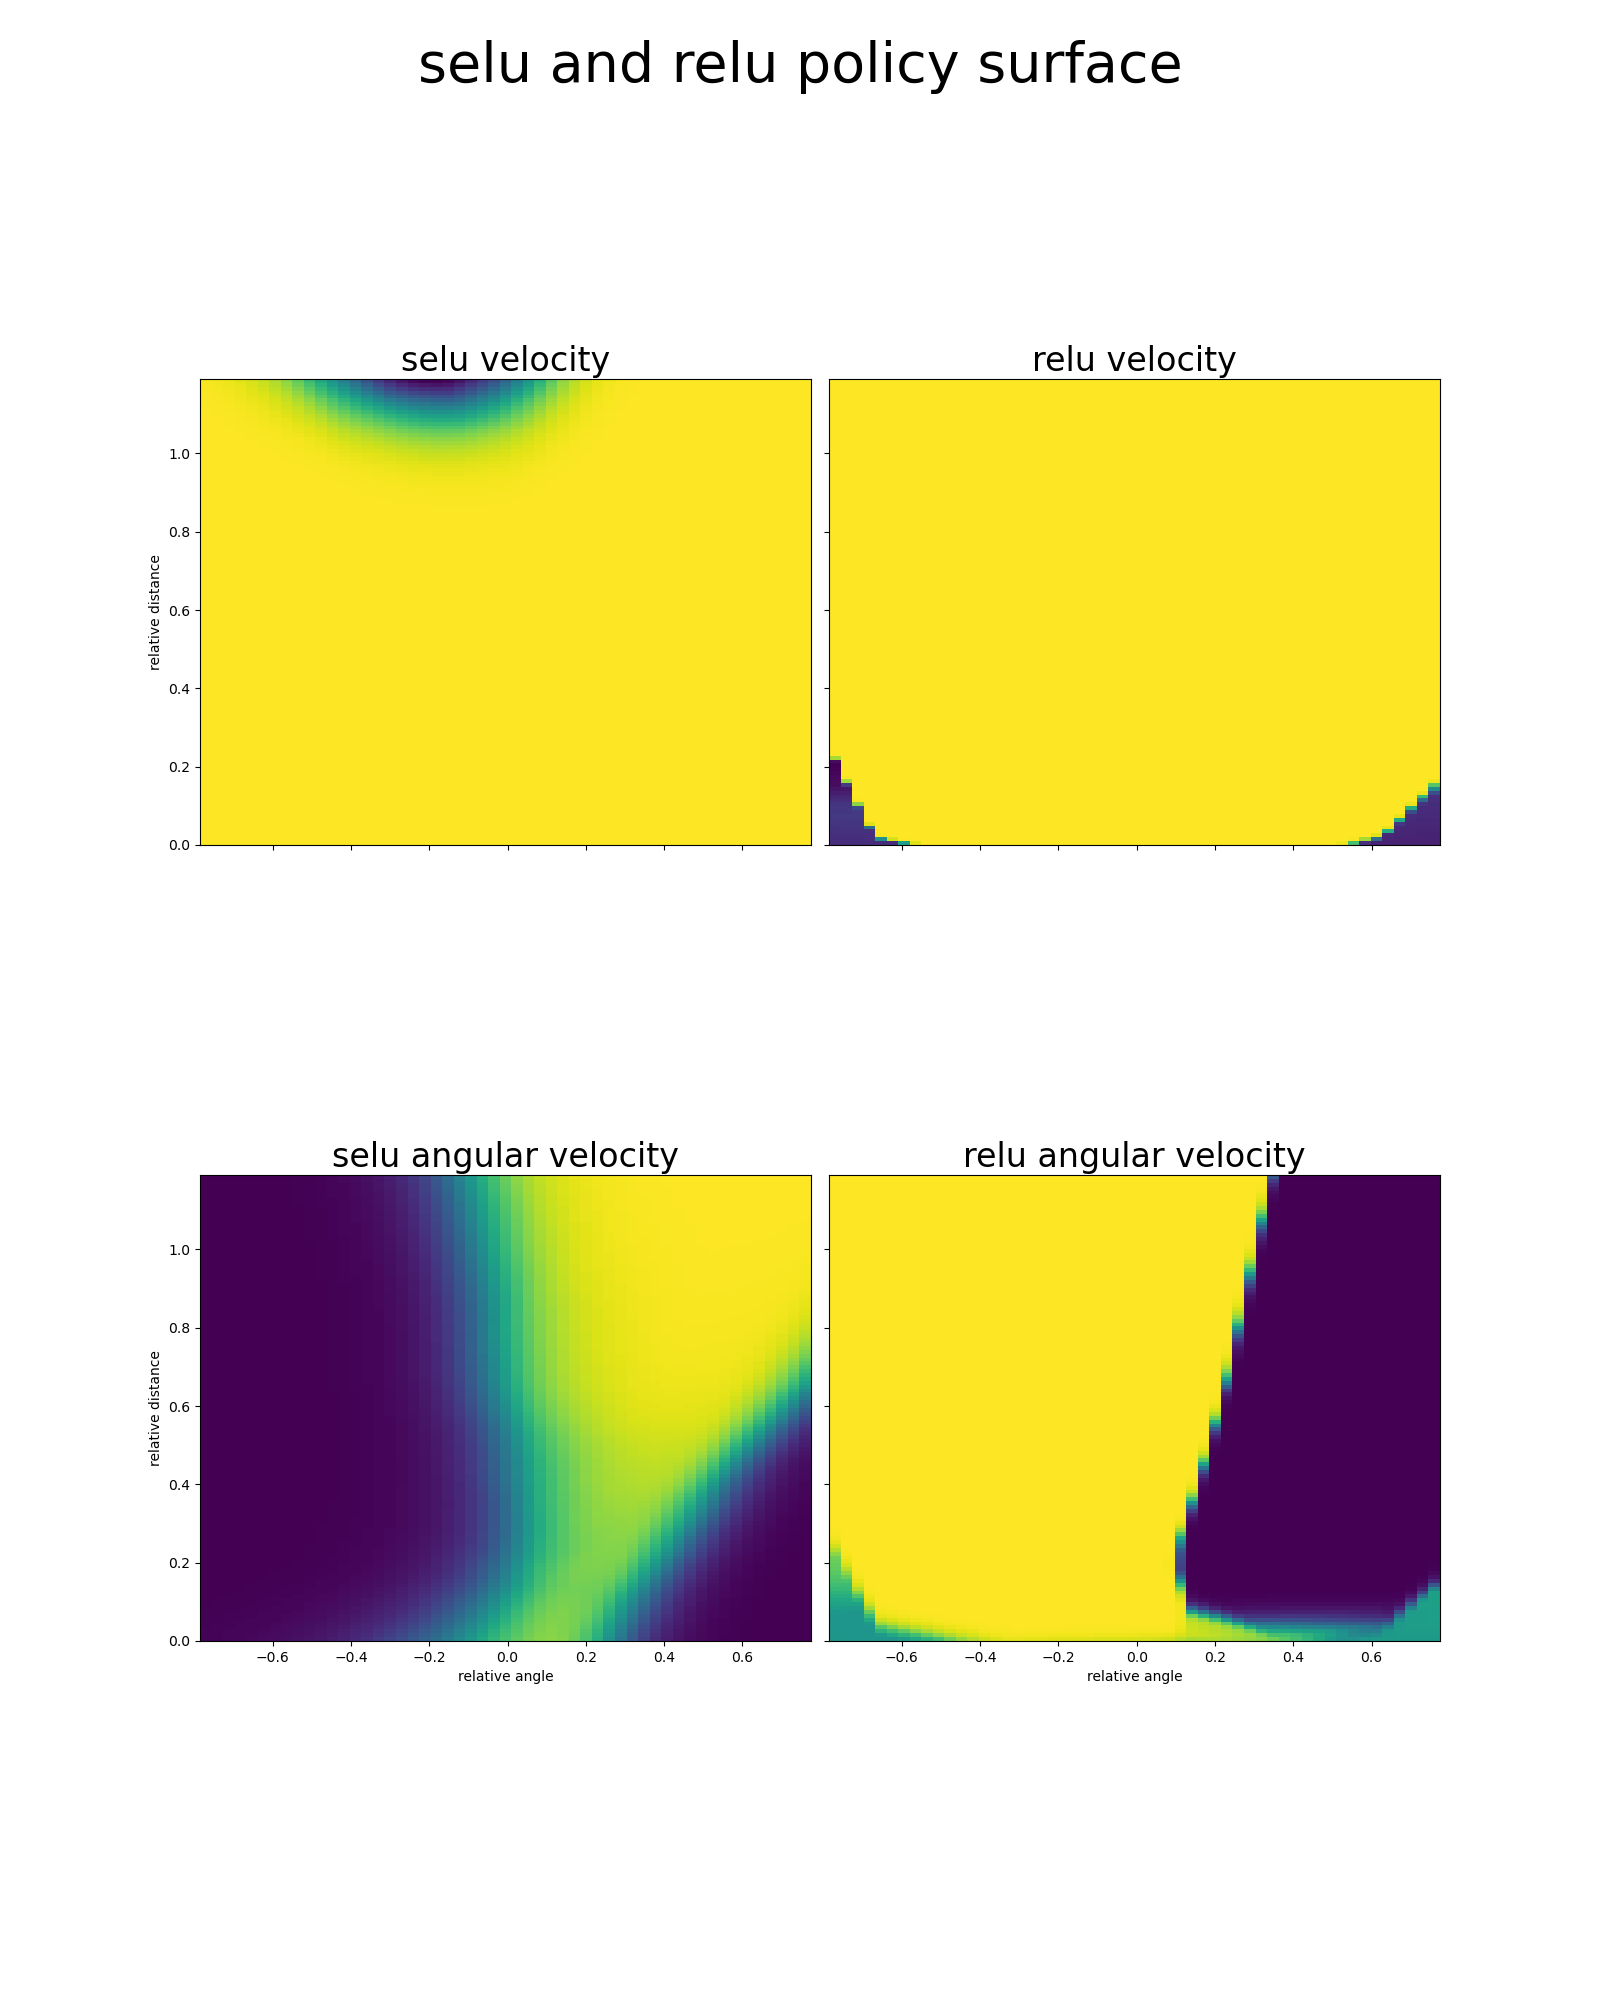 selu and relu policy surface
selu velocity
relu velocity
1.0
0.8
0.6
0.4
0.2
0.0
relative distance
selu angular velocity
relu angular velocity
1.0
0.8
0.6
0.4
0.2
0.0
relative distance
−0.6 −0.4 −0.2 0.0 0.2 0.4 0.6
relative angle
−0.6 −0.4 −0.2 0.0 0.2 0.4 0.6
relative angle